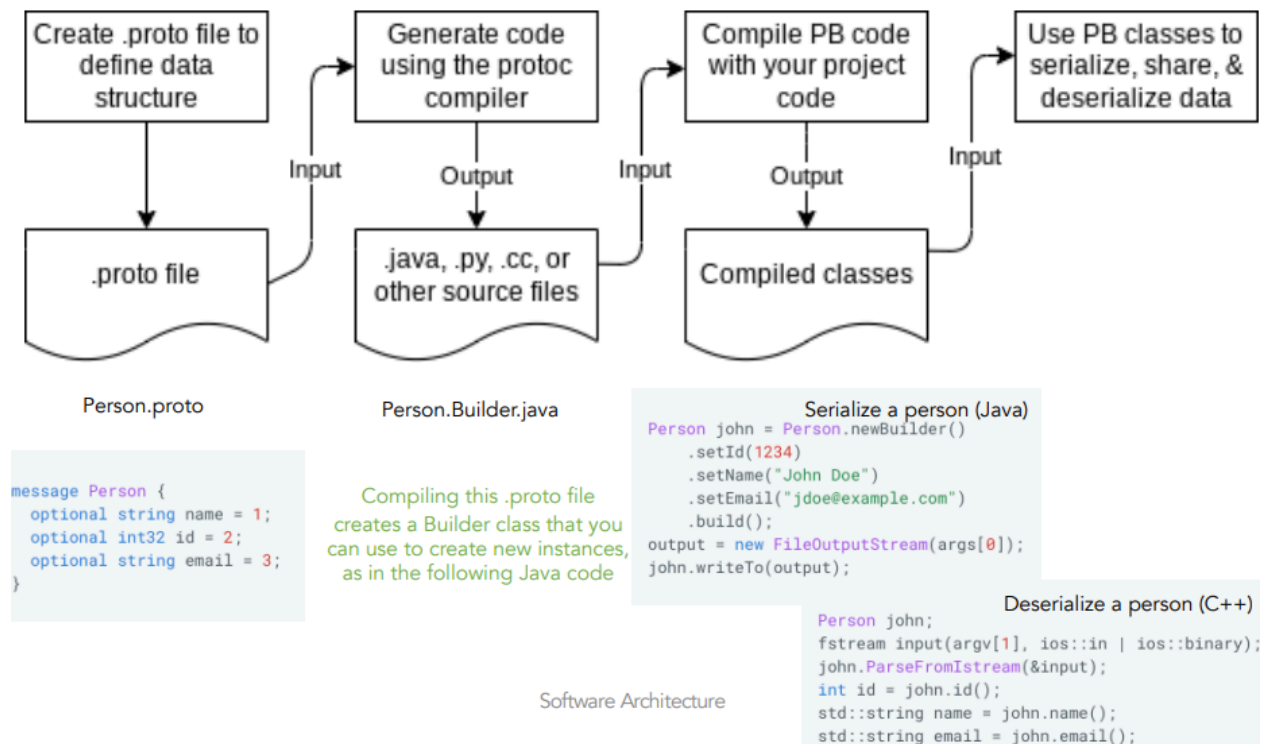 Create .proto file to
define data
structure
Generate code
using the protoc
compiler
Compile PB code
with your project
code
Use PB classes to
serialize, share, &
deserialize data
Input
Output
Input
Output
Input
.proto file
.java, .py, .cc, or
other source files
Compiled classes
Person.proto
message Person {
  optional string name = 1;
  optional int32 id = 2;
  optional string email = 3;
}
Person.Builder.java
Compiling this .proto file
creates a Builder class that you
can use to create new instances,
as in the following Java code
Serialize a person (Java)
Person john = Person.newBuilder()
    .setId(1234)
    .setName("John Doe")
    .setEmail("jdoe@example.com")
    .build();
output = new FileOutputStream(args[0]);
john.writeTo(output);
Deserialize a person (C++)
Person john;
fstream input(argv[1], ios::in | ios::binary);
john.ParseFromIstream(&input);
int id = john.id();
std::string name = john.name();
std::string email = john.email();
Software Architecture